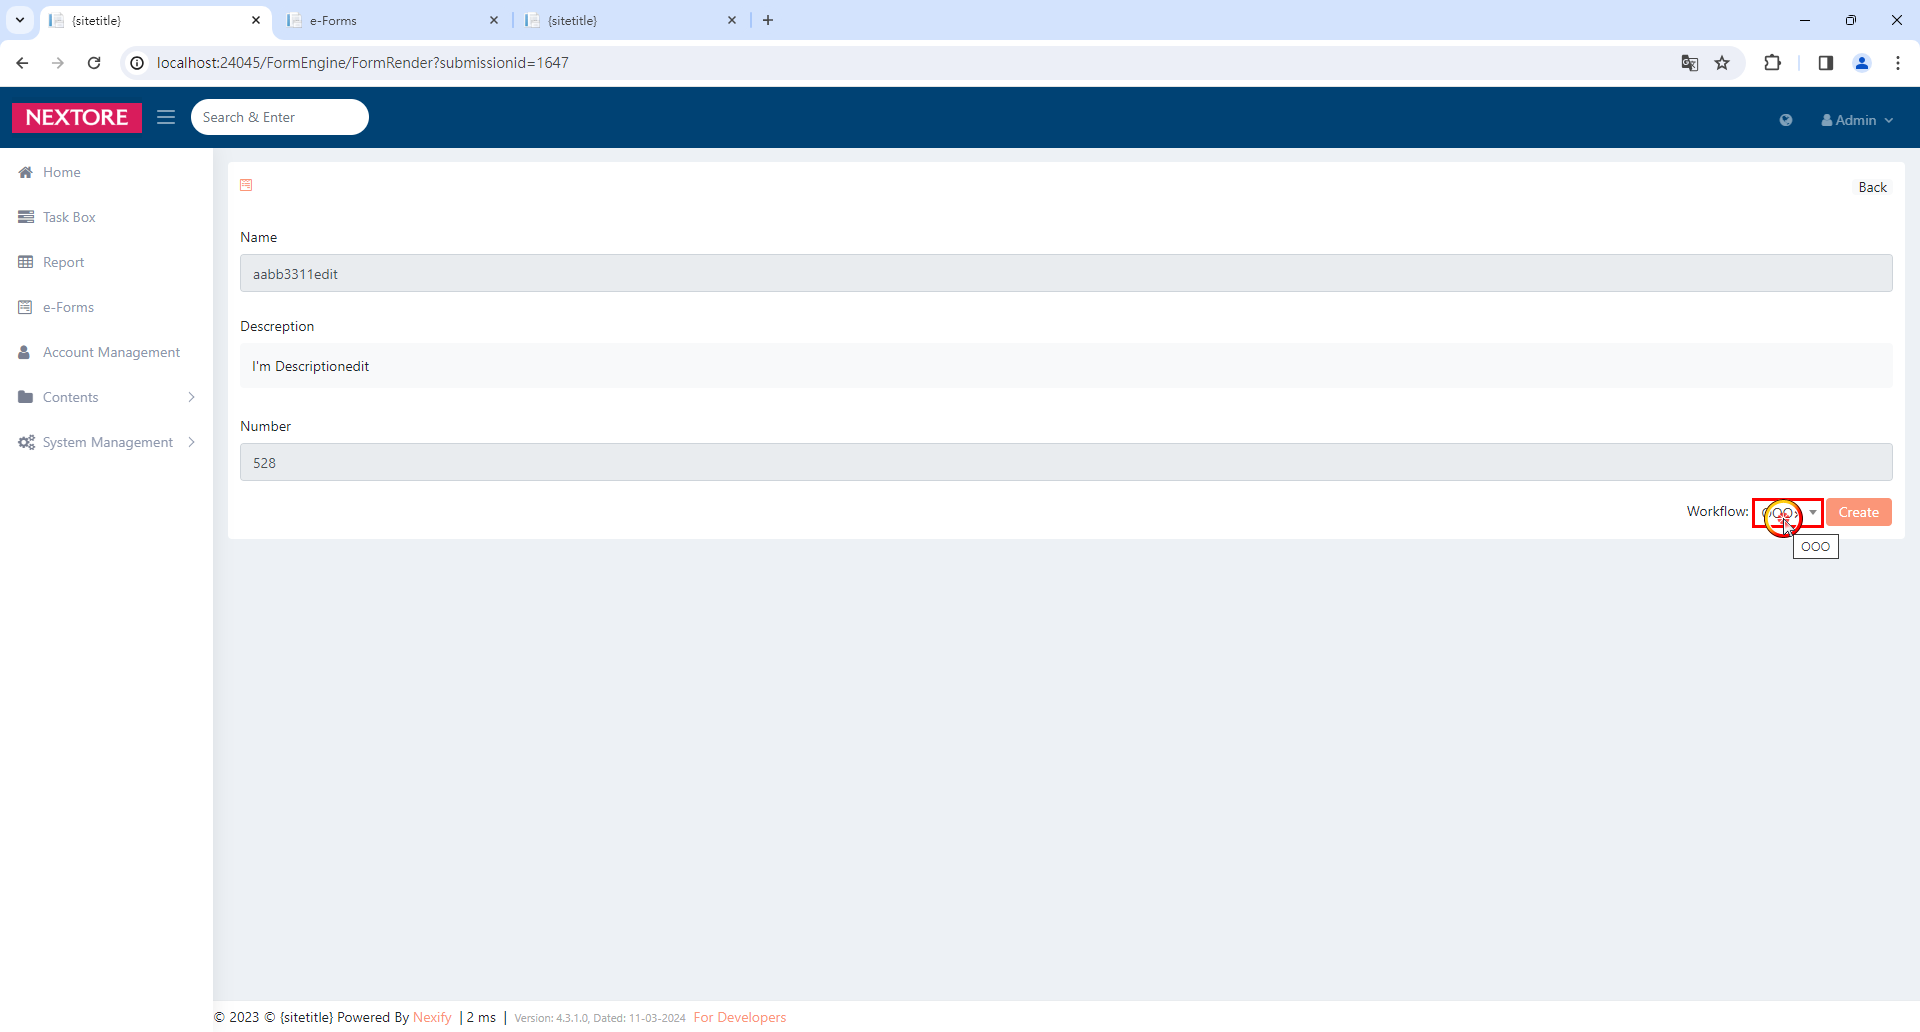 {sitetitle}
e-Forms
{sitetitle}
localhost:24045/FormEngine/FormRender?submissionid=1647
NEXTORE
Search & Enter
Admin
Home
Task Box
Report
e-Forms
Account Management
Contents
System Management
Back
Name
aabb3311edit
Descreption
I'm Descriptionedit
Number
528
Workflow:
Create
OOO
© 2023 © {sitetitle} Powered By Nexify | 2 ms | Version: 4.3.1.0, Dated: 11-03-2024 For Developers